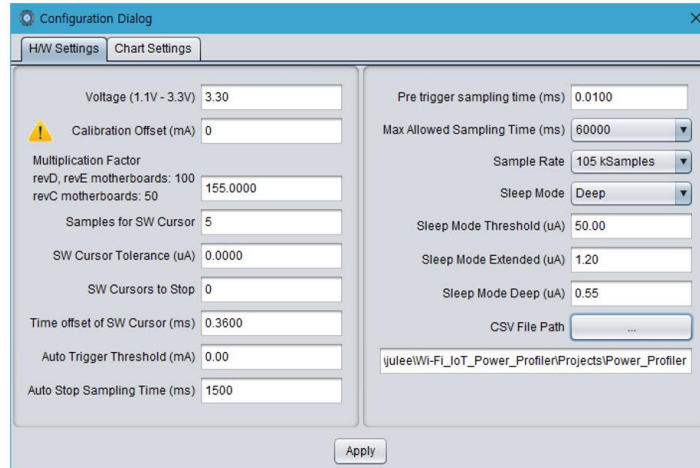 Configuration Dialog
H/W Settings
Chart Settings
Voltage (1.1V - 3.3V) 3.30
Calibration Offset (mA) 0
Multiplication Factor
revD, revE motherboards: 100
revC motherboards: 50
155.0000
Samples for SW Cursor 5
SW Cursor Tolerance (uA) 0.0000
SW Cursors to Stop 0
Time offset of SW Cursor (ms) 0.3600
Auto Trigger Threshold (mA) 0.00
Auto Stop Sampling Time (ms) 1500
Pre trigger sampling time (ms) 0.0100
Max Allowed Sampling Time (ms) 60000
Sample Rate 105 kSamples
Sleep Mode Deep
Sleep Mode Threshold (uA) 50.00
Sleep Mode Extended (uA) 1.20
Sleep Mode Deep (uA) 0.55
CSV File Path ...
\julee\Wi-Fi_IoT_Power_Profiler\Projects\Power_Profiler
Apply